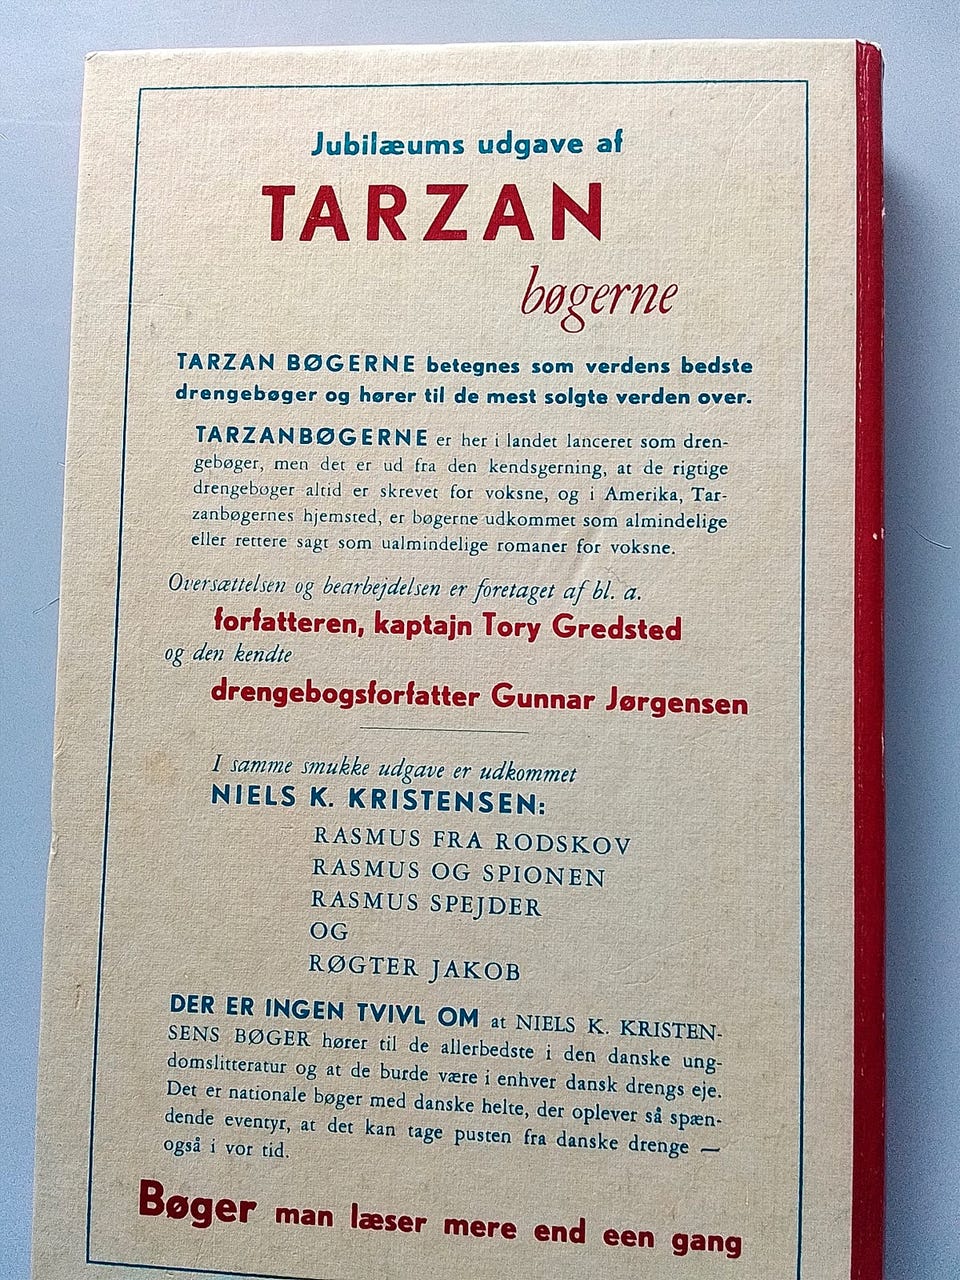 Jubilæums udgave af
TARZAN
bøgerne
TARZAN BØGERNE betegnes som verdens bedste
drengebøger og hører til de mest solgte verden over.
TARZANBØGERNE er her i landet lanceret som dren-
gebøger, men det er ud fra den kendsgerning, at de rigtige
drengebøger altid er skrevet for voksne, og i Amerika, Tar-
zanbøgernes hjemsted, er bøgerne udkommet som almindelige
eller rettere sagt som ualmindelige romaner for voksne.
Oversættelsen og bearbejdelsen er foretaget af bl. a.
forfatteren, kaptajn Tory Gredsted
og den kendte
drengebogsforfatter Gunnar Jørgensen
I samme smukke udgave er udkommet
NIELS K. KRISTENSEN:
RASMUS FRA RODSKOV
RASMUS OG SPIONEN
RASMUS SPEJDER
OG
RØGTER JAKOB
DER ER INGEN TVIVL OM at NIELS K. KRISTEN-
SENS BØGER hører til de allerbedste i den danske ung-
domslitteratur og at de burde være i enhver dansk drengs eje.
Det er nationale bøger med danske helte, der oplever så spæn-
dende eventyr, at det kan tage pusten fra danske drenge —
også i vor tid.
Bøger man læser mere end een gang